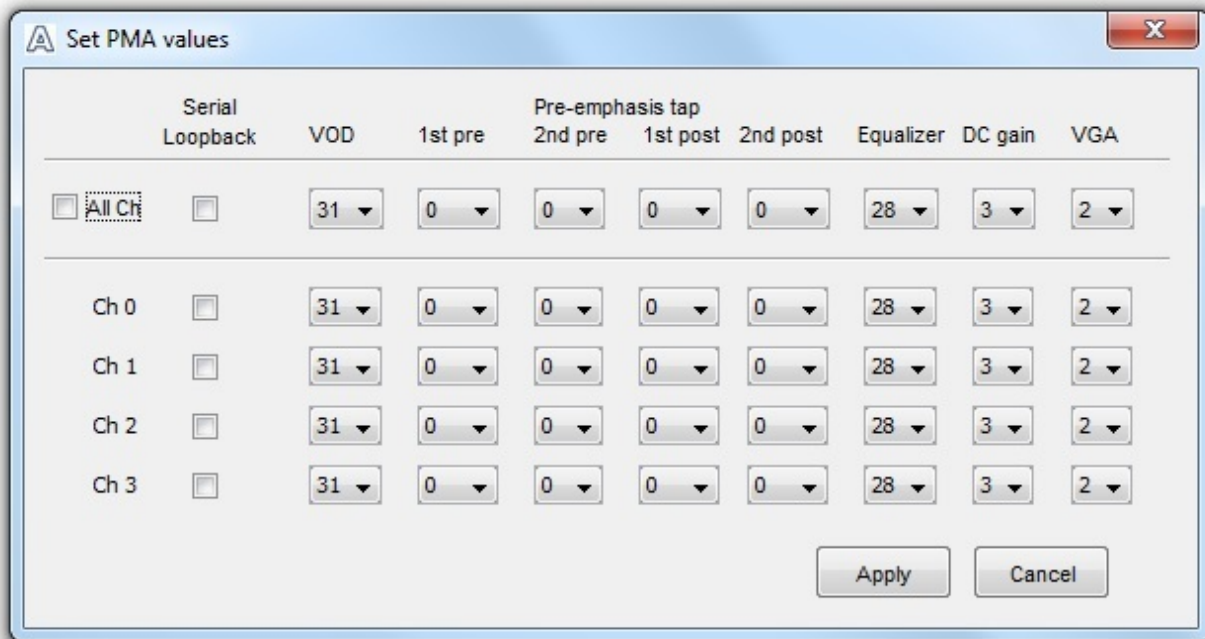 Set PMA values
Serial Loopback VOD 1st pre Pre-emphasis tap 2nd pre 1st post 2nd post Equalizer DC gain VGA
All Ch 31 0 0 0 0 28 3 2
Ch 0 31 0 0 0 0 28 3 2
Ch 1 31 0 0 0 0 28 3 2
Ch 2 31 0 0 0 0 28 3 2
Ch 3 31 0 0 0 0 28 3 2
Apply Cancel